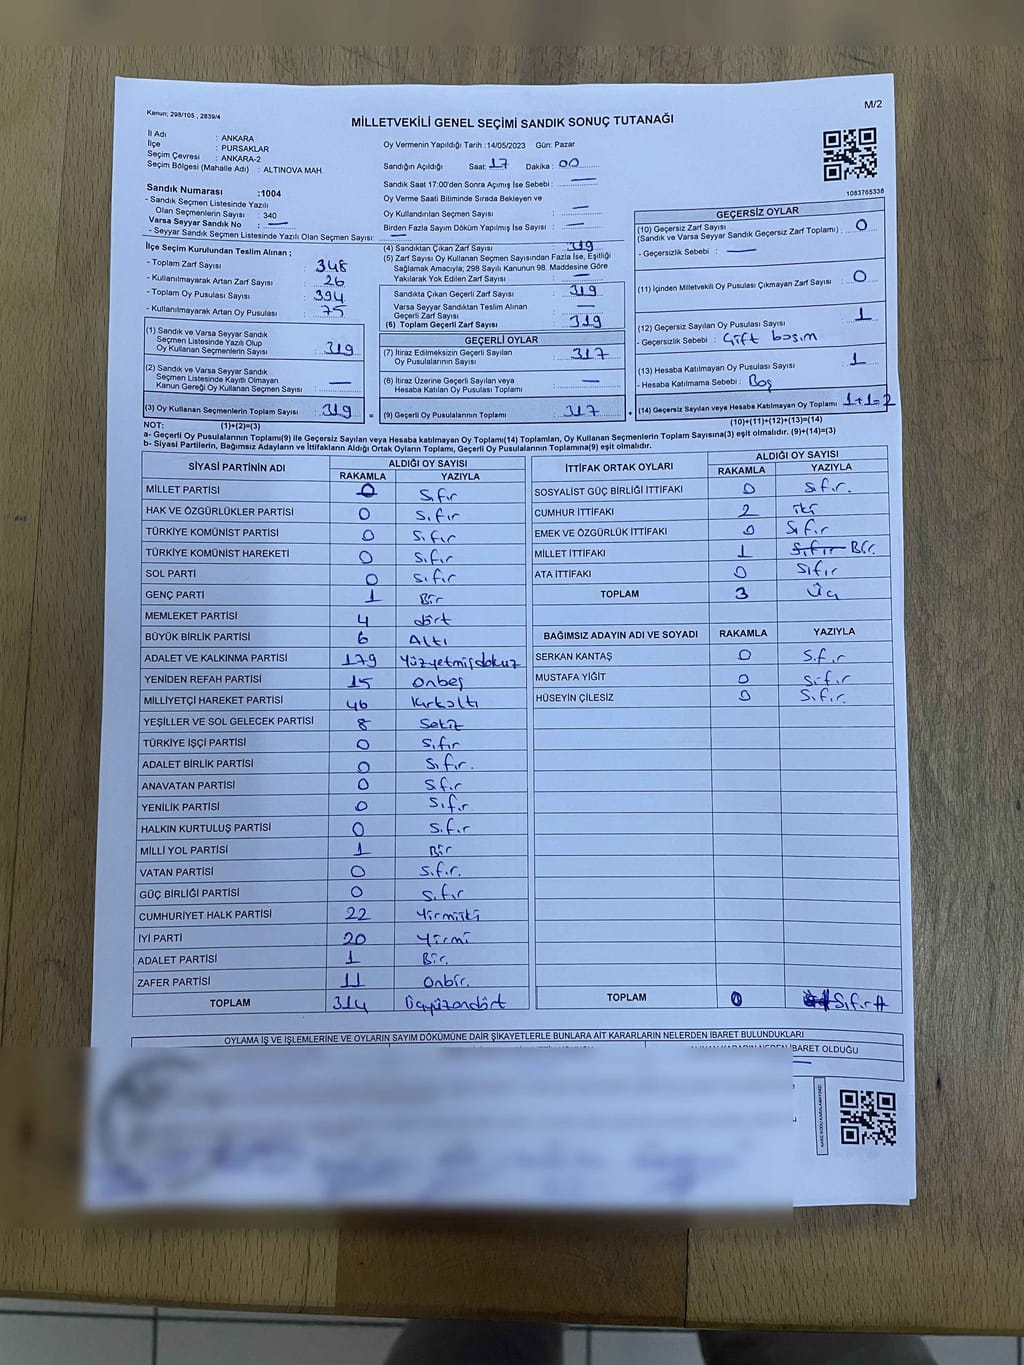 Kanun; 298/105 , 2839/4
M/2
MİLLETVEKİLİ GENEL SEÇİMİ SANDIK SONUÇ TUTANAĞI
İl Adı : ANKARA
İlçe : PURSAKLAR
Seçim Çevresi : ANKARA-2
Seçim Bölgesi (Mahalle Adı) : ALTINOVA MAH.
Sandık Numarası :1004
- Sandık Seçmen Listesinde Yazılı
Olan Seçmenlerin Sayısı : 340
Varsa Seyyar Sandık No : —
- Seyyar Sandık Seçmen Listesinde Yazılı Olan Seçmen Sayısı: —
Oy Vermenin Yapıldığı Tarih :14/05/2023 Gün: Pazar
Sandığın Açıldığı Saat: 17 Dakika : 00
Sandık Saat 17:00'den Sonra Açımış İse Sebebi : —
Oy Verme Saati Bitiminde Sırada Bekleyen ve
Oy Kullandırılan Seçmen Sayısı : —
Birden Fazla Sayım Döküm Yapılmış İse Sayısı : —
1083765338
İlçe Seçim Kurulundan Teslim Alınan ;
- Toplam Zarf Sayısı : 348
- Kullanılmayarak Artan Zarf Sayısı : 26
- Toplam Oy Pusulası Sayısı : 394
- Kullanılmayarak Artan Oy Pusulası : 75
(1) Sandık ve Varsa Seyyar Sandık
Seçmen Listesinde Yazılı Olup
Oy Kullanan Seçmenlerin Sayısı : 319
(2) Sandık ve Varsa Seyyar Sandık
Seçmen Listesinde Kayıtlı Olmayan
Kanun Gereği Oy Kullanan Seçmen Sayısı : —
(3) Oy Kullanan Seçmenlerin Toplam Sayısı : 319 =
(1)+(2)=(3)
(4) Sandıktan Çıkan Zarf Sayısı : 319
(5) Zarf Sayısı Oy Kullanan Seçmen Sayısından Fazla İse, Eşitliği
Sağlamak Amacıyla; 298 Sayılı Kanunun 98. Maddesine Göre
Yakılarak Yok Edilen Zarf Sayısı : —
Sandıkta Çıkan Geçerli Zarf Sayısı : 319
Varsa Seyyar Sandıktan Teslim Alınan
Geçerli Zarf Sayısı : —
(6) Toplam Geçerli Zarf Sayısı : 319
GEÇERLİ OYLAR
(7) İtiraz Edilmeksizin Geçerli Sayılan
Oy Pusulalarının Sayısı : 317
(8) İtiraz Üzerine Geçerli Sayılan veya
Hesaba Katılan Oy Pusulası Toplamı : —
(9) Geçerli Oy Pusulalarının Toplamı : 317 +
GEÇERSİZ OYLAR
(10) Geçersiz Zarf Sayısı
(Sandık ve Varsa Seyyar Sandık Geçersiz Zarf Toplamı) : 0
- Geçersizlik Sebebi : —
(11) İçinden Milletvekili Oy Pusulası Çıkmayan Zarf Sayısı : 0
(12) Geçersiz Sayılan Oy Pusulası Sayısı : 1
- Geçersizlik Sebebi : Çift basım
(13) Hesaba Katılmayan Oy Pusulası Sayısı : 1
- Hesaba Katılmama Sebebi : Boş
(14) Geçersiz Sayılan veya Hesaba Katılmayan Oy Toplamı : 1+1=2
(10)+(11)+(12)+(13)=(14)
NOT:
a- Geçerli Oy Pusulalarının Toplamı(9) ile Geçersiz Sayılan veya Hesaba katılmayan Oy Toplamı(14) Toplamları, Oy Kullanan Seçmenlerin Toplam Sayısına(3) eşit olmalıdır. (9)+(14)=(3)
b- Siyasi Partilerin, Bağımsız Adayların ve İttifakların Aldığı Ortak Oyların Toplamı, Geçerli Oy Pusulalarının Toplamına(9) eşit olmalıdır.
SİYASİ PARTİNİN ADI ALDIĞI OY SAYISI
RAKAMLA YAZIYLA
MİLLET PARTİSİ 0 Sıfır
HAK VE ÖZGÜRLÜKLER PARTİSİ 0 Sıfır
TÜRKİYE KOMÜNİST PARTİSİ 0 Sıfır
TÜRKİYE KOMÜNİST HAREKETİ 0 Sıfır
SOL PARTİ 0 Sıfır
GENÇ PARTİ 1 Bir
MEMLEKET PARTİSİ 4 dört
BÜYÜK BİRLİK PARTİSİ 6 Altı
ADALET VE KALKINMA PARTİSİ 179 Yüzyetmişdokuz
YENİDEN REFAH PARTİSİ 15 Onbeş
MİLLİYETÇİ HAREKET PARTİSİ 46 Kırkaltı
YEŞİLLER VE SOL GELECEK PARTİSİ 8 Sekiz
TÜRKİYE İŞÇİ PARTİSİ 0 Sıfır
ADALET BİRLİK PARTİSİ 0 Sıfır.
ANAVATAN PARTİSİ 0 Sıfır
YENİLİK PARTİSİ 0 Sıfır
HALKIN KURTULUŞ PARTİSİ 0 Sıfır
MİLLİ YOL PARTİSİ 1 Bir
VATAN PARTİSİ 0 Sıfır.
GÜÇ BİRLİĞİ PARTİSİ 0 Sıfır
CUMHURİYET HALK PARTİSİ 22 Yirmiiki
İYİ PARTİ 20 Yirmi
ADALET PARTİSİ 1 Bir.
ZAFER PARTİSİ 11 Onbir.
TOPLAM 314 Üçyüzondört
İTTİFAK ORTAK OYLARI ALDIĞI OY SAYISI
RAKAMLA YAZIYLA
SOSYALİST GÜÇ BİRLİĞİ İTTİFAKI 0 Sıfır.
CUMHUR İTTİFAKI 2 iki
EMEK VE ÖZGÜRLÜK İTTİFAKI 0 Sıfır
MİLLET İTTİFAKI 1 Sıfır Bir.
ATA İTTİFAKI 0 Sıfır
TOPLAM 3 Üç
BAĞIMSIZ ADAYIN ADI VE SOYADI RAKAMLA YAZIYLA
SERKAN KANTAŞ 0 Sıfır
MUSTAFA YİĞİT 0 Sıfır
HÜSEYİN ÇİLESİZ 0 Sıfır.
TOPLAM 0 Sıfır
OYLAMA İŞ VE İŞLEMLERİNE VE OYLARIN SAYIM DÖKÜMÜNE DAİR ŞİKAYETLERLE BUNLARA AİT KARARLARIN NELERDEN İBARET BULUNDUKLARI
İBARET OLDUĞU